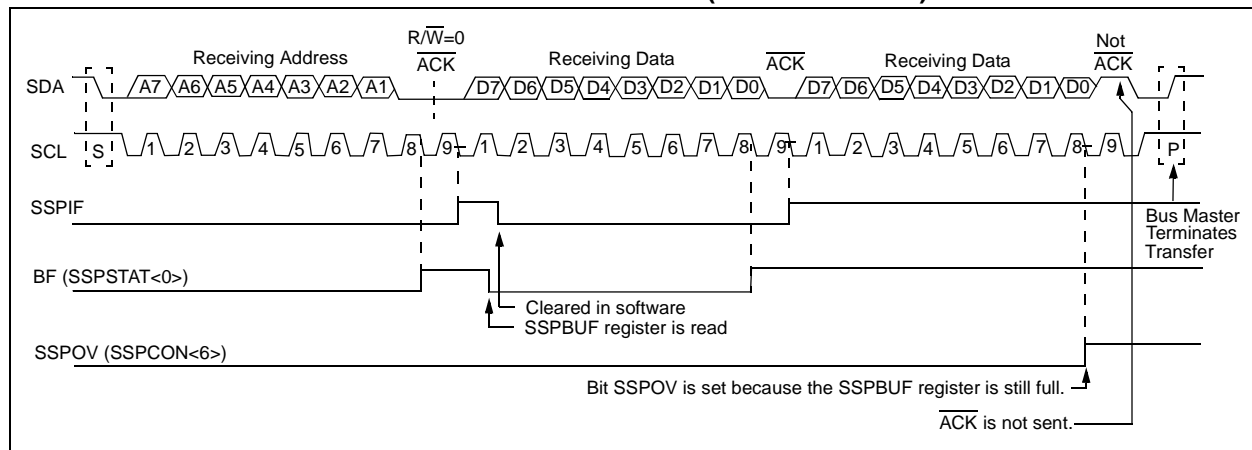 R/W=0
Receiving Address ACK Receiving Data ACK Receiving Data Not ACK
SDA A7 A6 A5 A4 A3 A2 A1 D7 D6 D5 D4 D3 D2 D1 D0 D7 D6 D5 D4 D3 D2 D1 D0
SCL S 1 2 3 4 5 6 7 8 9 1 2 3 4 5 6 7 8 9 1 2 3 4 5 6 7 8 9 P
SSPIF
Bus Master
Terminates
Transfer
BF (SSPSTAT<0>)
Cleared in software
SSPBUF register is read
SSPOV (SSPCON<6>)
Bit SSPOV is set because the SSPBUF register is still full.
ACK is not sent.